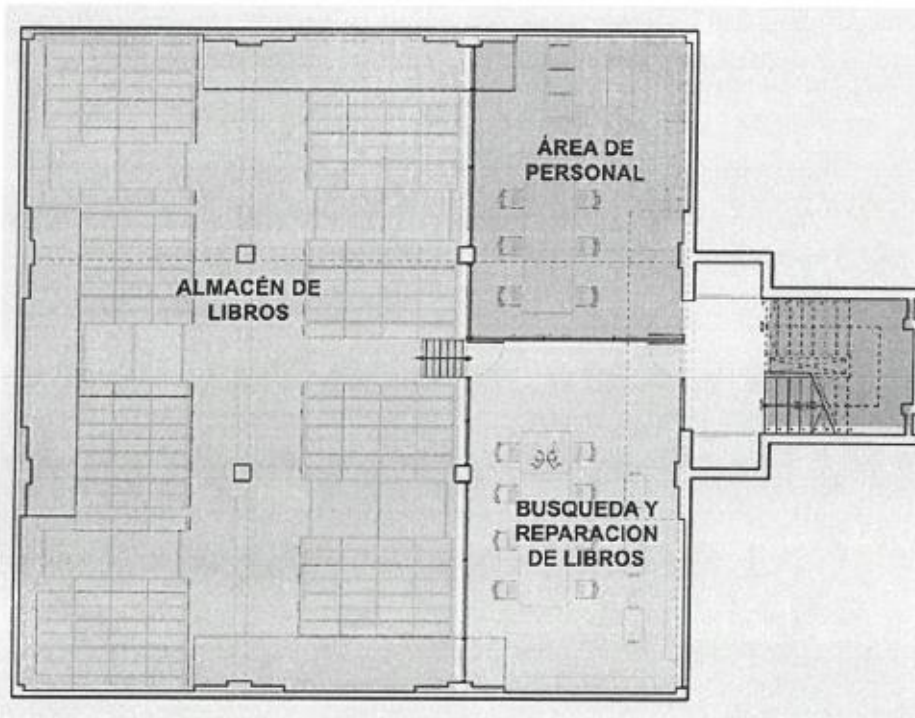 ÁREA DE
PERSONAL
ALMACÉN DE
LIBROS
BUSQUEDA Y
REPARACION
DE LIBROS